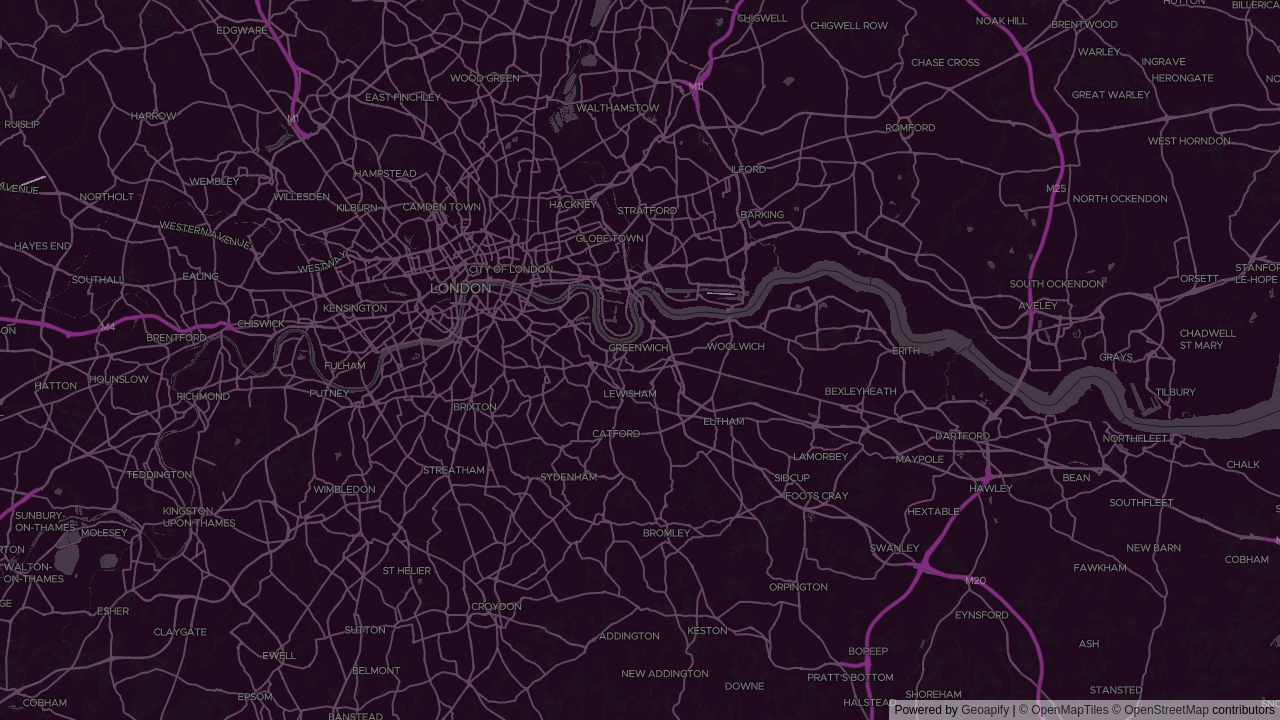 HUTTON
BILLERICA
CHIGWELL
NOAK HILL
BRENTWOOD
CHIGWELL ROW
EDGWARE
WARLEY
INGRAVE
CHASE CROSS
WOOD GREEN
HERONGATE
NO
M11
EAST FINCHLEY
GREAT WARLEY
WALTHAMSTOW
HARROW
M1
RUISLIP
ROMFORD
WEST HORNDON
ILFORD
HAMPSTEAD
WEMBLEY
AVENUE
M25
NORTHOLT
WILLESDEN
KILBURN
CAMDEN TOWN
HACKNEY
STRATFORD
BARKING
NORTH OCKENDON
WESTERN AVENUE
GLOBE TOWN
HAYES END
WESTWAY
CITY OF LONDON
SOUTHALL
EALING
LONDON
SOUTH OCKENDON
ORSETT
STANFOR
LE-HOPE
KENSINGTON
AVELEY
CHISWICK
M4
SON
BRENTFORD
CHADWELL
ST MARY
GREENWICH
WOOLWICH
ERITH
GRAYS
FULHAM
HATTON
HOUNSLOW
RICHMOND
PUTNEY
LEWISHAM
BEXLEYHEATH
TILBURY
BRIXTON
ELTHAM
CATFORD
DARTFORD
NORTHFLEET
LAMORBEY
MAYPOLE
CHALK
TEDDINGTON
STREATHAM
SYDENHAM
SIDCUP
BEAN
WIMBLEDON
FOOTS CRAY
HAWLEY
SOUTHFLEET
SUNBURY
ON-THAMES
KINGSTON
UPON THAMES
HEXTABLE
MOLESEY
BROMLEY
SWANLEY
NEW BARN
RTON
COBHAM
WALTON-
ON-THAMES
ST HELIER
FAWKHAM
M20
ORPINGTON
GE
ESHER
CROYDON
EYNSFORD
CLAYGATE
SUTTON
ADDINGTON
KESTON
ASH
EWELL
BOPEEP
BELMONT
NEW ADDINGTON
PRATT'S BOTTOM
DOWNE
STANSTED
EPSOM
SHOREHAM
COBHAM
HALSTEAD
BANSTEAD
Powered by Geoapify | © OpenMapTiles © OpenStreetMap contributors